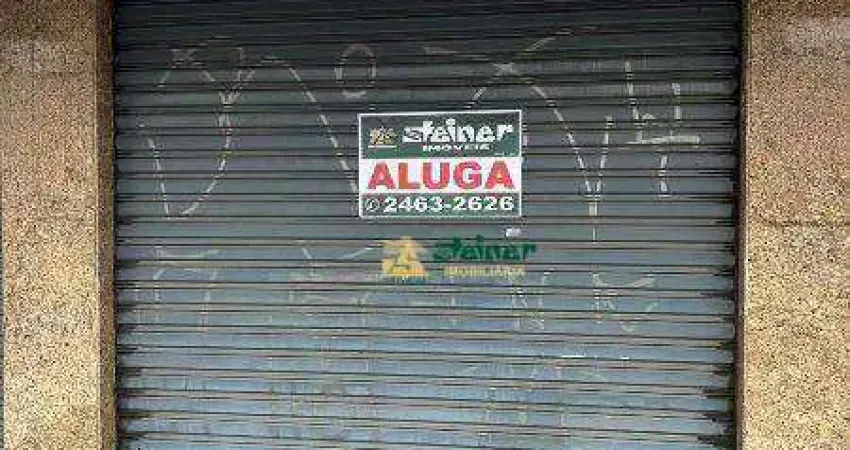 steiner
IMÓVEIS
ALUGA
2463-2626
steiner
IMOBILIÁRIA